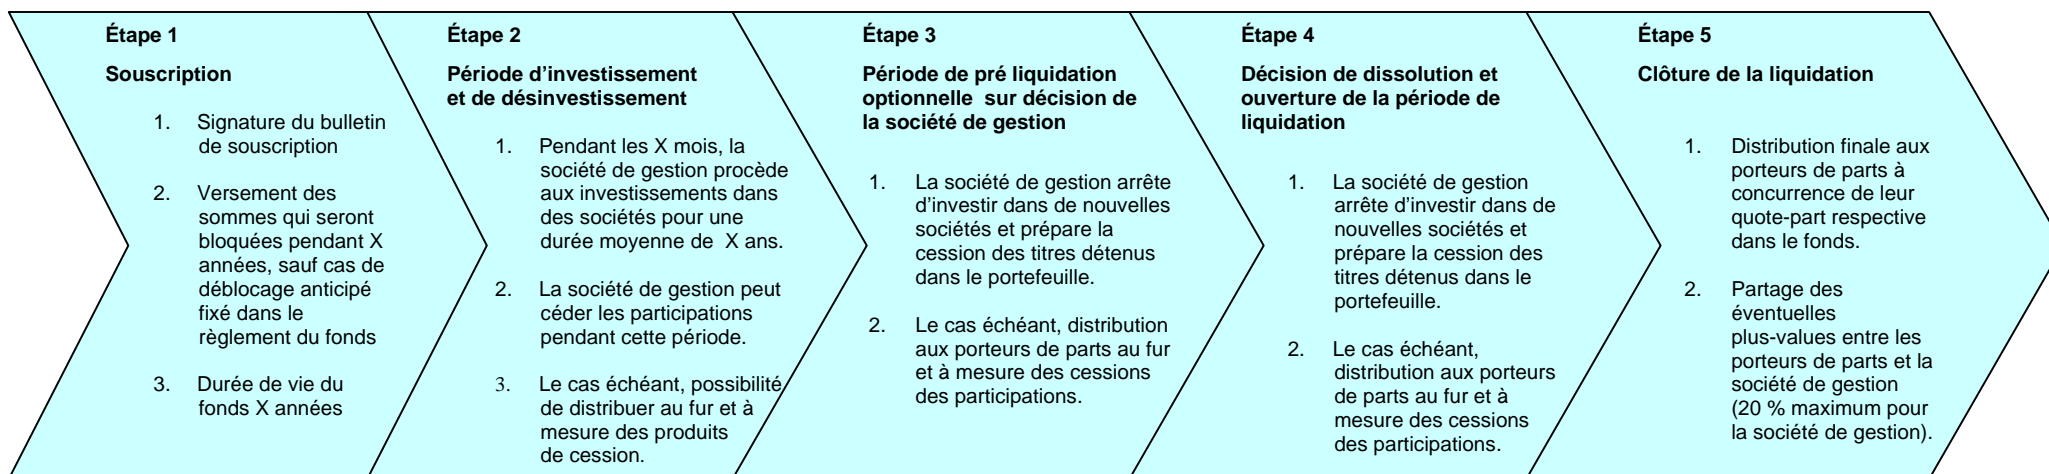 Étape 1
Souscription
1. Signature du bulletin
de souscription
2. Versement des
sommes qui seront
bloquées pendant X
années, sauf cas de
déblocage anticipé
fixé dans le
règlement du fonds
3. Durée de vie du
fonds X années
Étape 2
Période d’investissement
et de désinvestissement
1. Pendant les X mois, la
société de gestion procède
aux investissements dans
des sociétés pour une
durée moyenne de X ans.
2. La société de gestion peut
céder les participations
pendant cette période.
3. Le cas échéant, possibilité
de distribuer au fur et à
mesure des produits
de cession.
Étape 3
Période de pré liquidation
optionnelle sur décision de
la société de gestion
1. La société de gestion arrête
d’investir dans de nouvelles
sociétés et prépare la
cession des titres détenus
dans le portefeuille.
2. Le cas échéant, distribution
aux porteurs de parts au fur
et à mesure des cessions
des participations.
Étape 4
Décision de dissolution et
ouverture de la période de
liquidation
1. La société de gestion
arrête d’investir dans de
nouvelles sociétés et
prépare la cession des
titres détenus dans le
portefeuille.
2. Le cas échéant,
distribution aux porteurs
de parts au fur et à
mesure des cessions
des participations.
Étape 5
Clôture de la liquidation
1. Distribution finale aux
porteurs de parts à
concurrence de leur
quote-part respective
dans le fonds.
2. Partage des
éventuelles
plus-values entre les
porteurs de parts et la
société de gestion
(20 % maximum pour
la société de gestion).